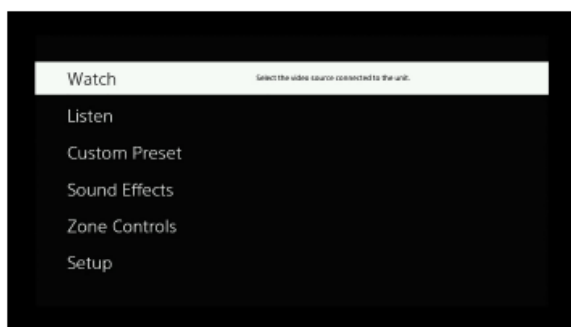 Watch
Select the video source connected to the unit.
Listen
Custom Preset
Sound Effects
Zone Controls
Setup